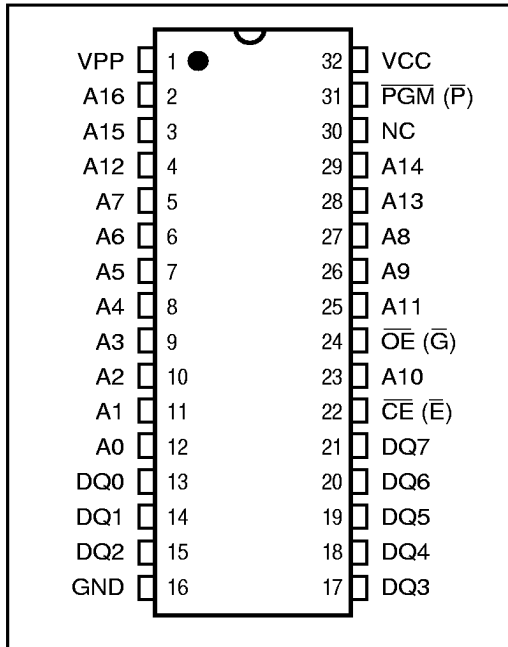 VPP 1 32 VCC
A16 2 31 P̅G̅M̅ (P̅)
A15 3 30 NC
A12 4 29 A14
A7 5 28 A13
A6 6 27 A8
A5 7 26 A9
A4 8 25 A11
A3 9 24 O̅E̅ (G̅)
A2 10 23 A10
A1 11 22 C̅E̅ (E̅)
A0 12 21 DQ7
DQ0 13 20 DQ6
DQ1 14 19 DQ5
DQ2 15 18 DQ4
GND 16 17 DQ3